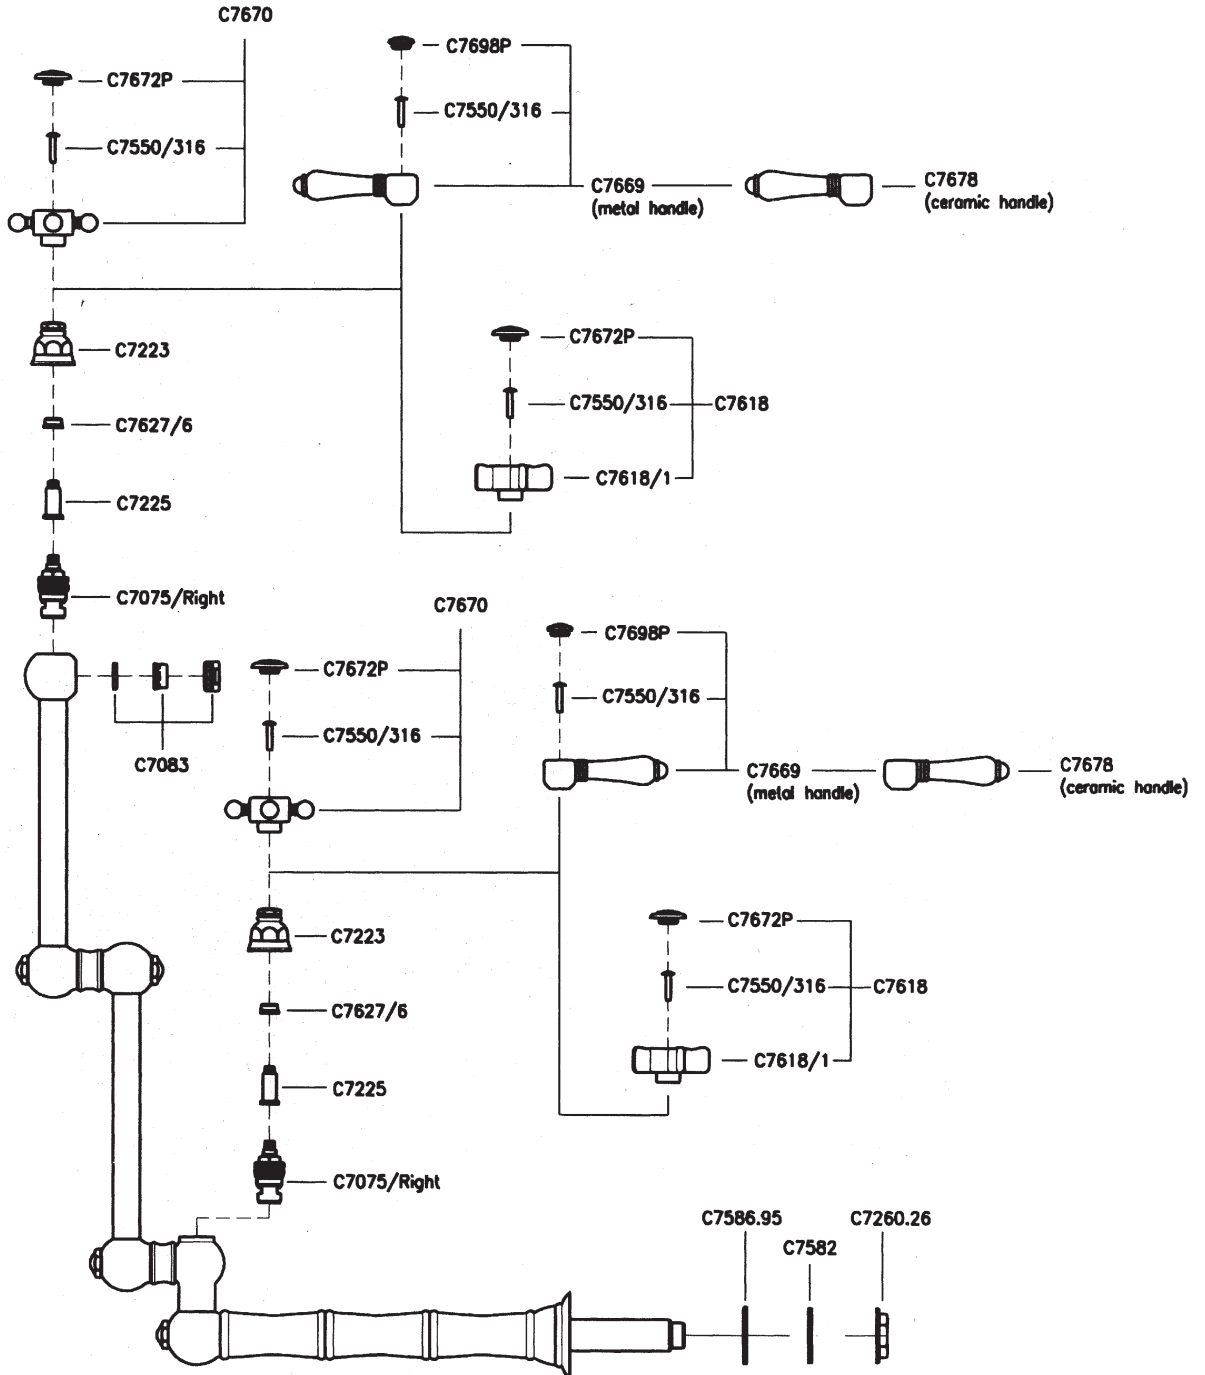 C7670
C7698P
C7672P
C7550/316
C7550/316
C7669
(metal handle)
C7678
(ceramic handle)
C7672P
C7223
C7550/316
C7618
C7627/6
C7618/1
C7225
C7075/Right
C7670
C7698P
C7672P
C7550/316
C7550/316
C7083
C7669
(metal handle)
C7678
(ceramic handle)
C7672P
C7223
C7550/316
C7618
C7627/6
C7618/1
C7225
C7075/Right
C7586.95
C7260.26
C7582